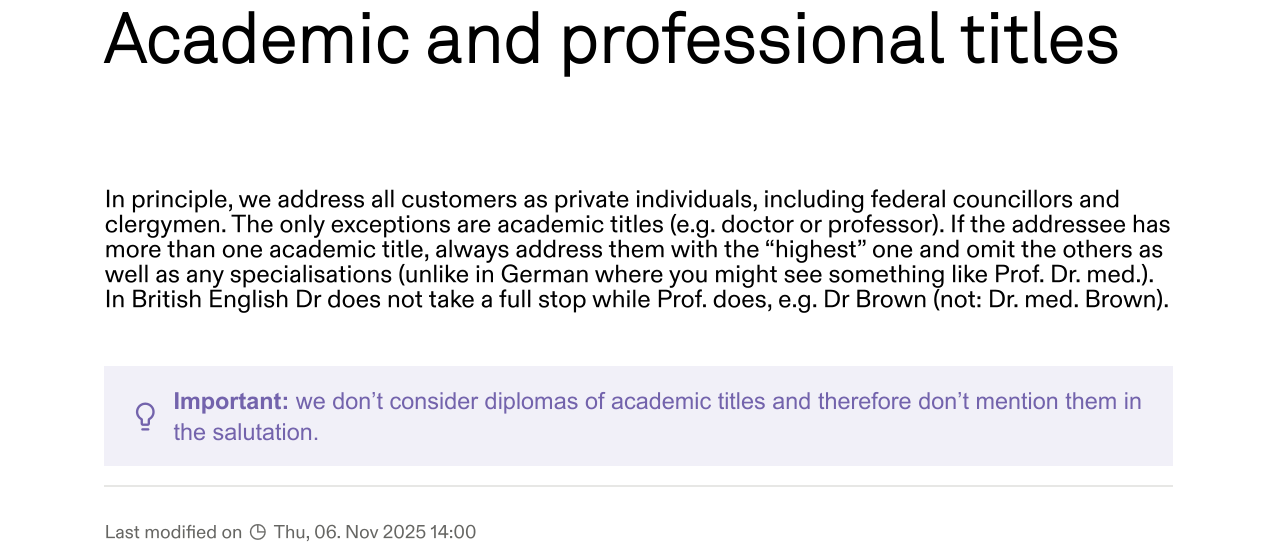 Academic and professional titles
In principle, we address all customers as private individuals, including federal councillors and
clergymen. The only exceptions are academic titles (e.g. doctor or professor). If the addressee has
more than one academic title, always address them with the “highest” one and omit the others as
well as any specialisations (unlike in German where you might see something like Prof. Dr. med.).
In British English Dr does not take a full stop while Prof. does, e.g. Dr Brown (not: Dr. med. Brown).
Important: we don’t consider diplomas of academic titles and therefore don’t mention them in
the salutation.
Last modified on Thu, 06. Nov 2025 14:00